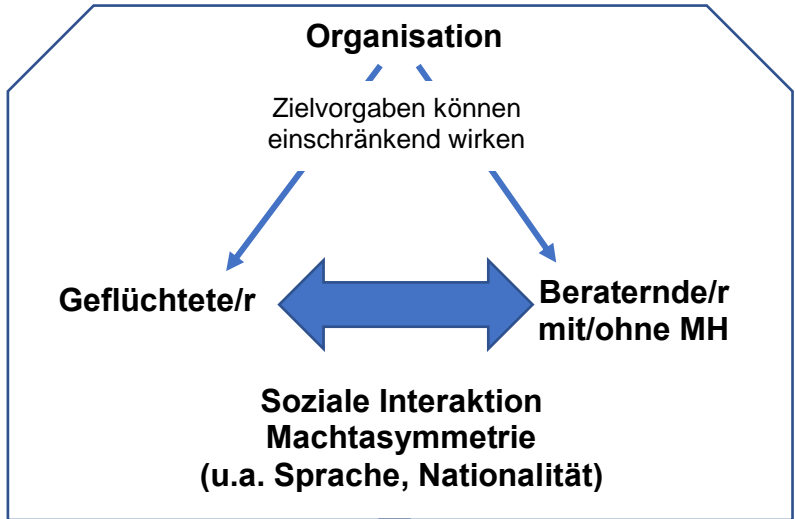 Organisation
Zielvorgaben können
einschränkend wirken
Geflüchtete/r
Beraternde/r
mit/ohne MH
Soziale Interaktion
Machtasymmetrie
(u.a. Sprache, Nationalität)